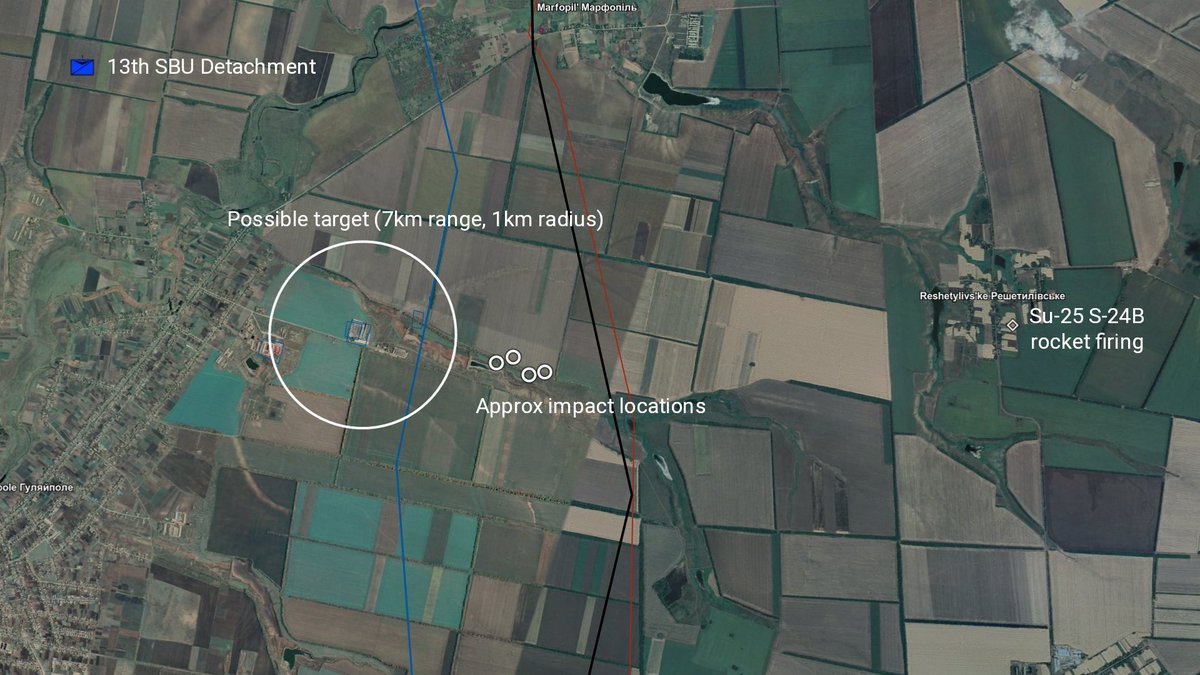 Marfopil' Марфопіль
13th SBU Detachment
Possible target (7km range, 1km radius)
Reshetylivs'ke Решетилівське
Su-25 S-24B
rocket firing
Approx impact locations
pole Гуляйполе